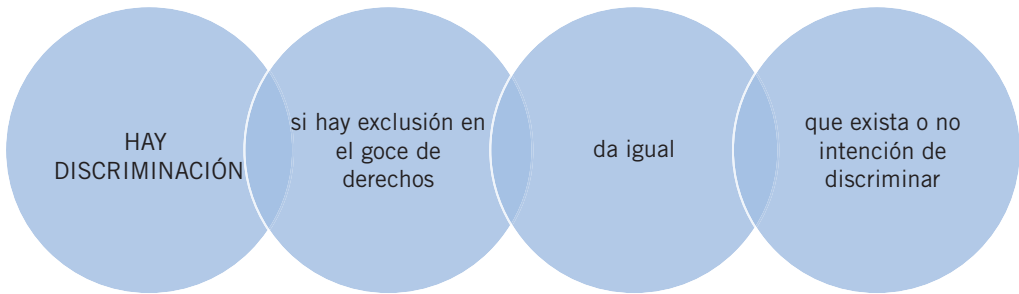 HAY
DISCRIMINACIÓN
si hay exclusión en
el goce de
derechos
da igual
que exista o no
intención de
discriminar